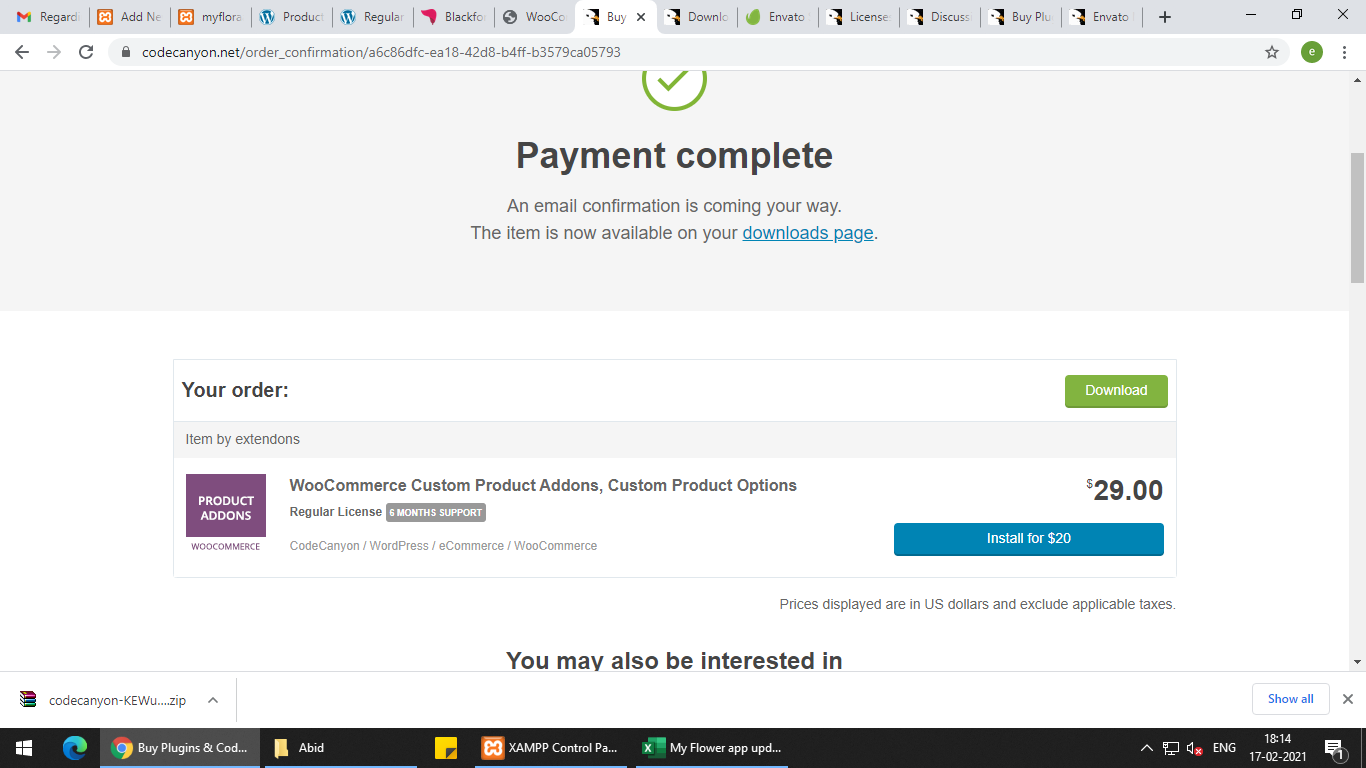 Regardi
Add Ne
myflora
Product
Regular
Blackfo
WooCo
Buy
Downlo
Envato
License
Discuss
Buy Plu
Envato
codecanyon.net/order_confirmation/a6c86dfc-ea18-42d8-b4ff-b3579ca05793
e
Payment complete
An email confirmation is coming your way.
The item is now available on your downloads page.
Your order:
Download
Item by extendons
PRODUCT
ADDONS
WOOCOMMERCE
WooCommerce Custom Product Addons, Custom Product Options
$29.00
Regular License 6 MONTHS SUPPORT
Install for $20
CodeCanyon / WordPress / eCommerce / WooCommerce
Prices displayed are in US dollars and exclude applicable taxes.
You may also be interested in
codecanyon-KEWu....zip
Show all
Buy Plugins & Cod...
Abid
XAMPP Control Pa...
My Flower app upd...
ENG
18:14
17-02-2021
1